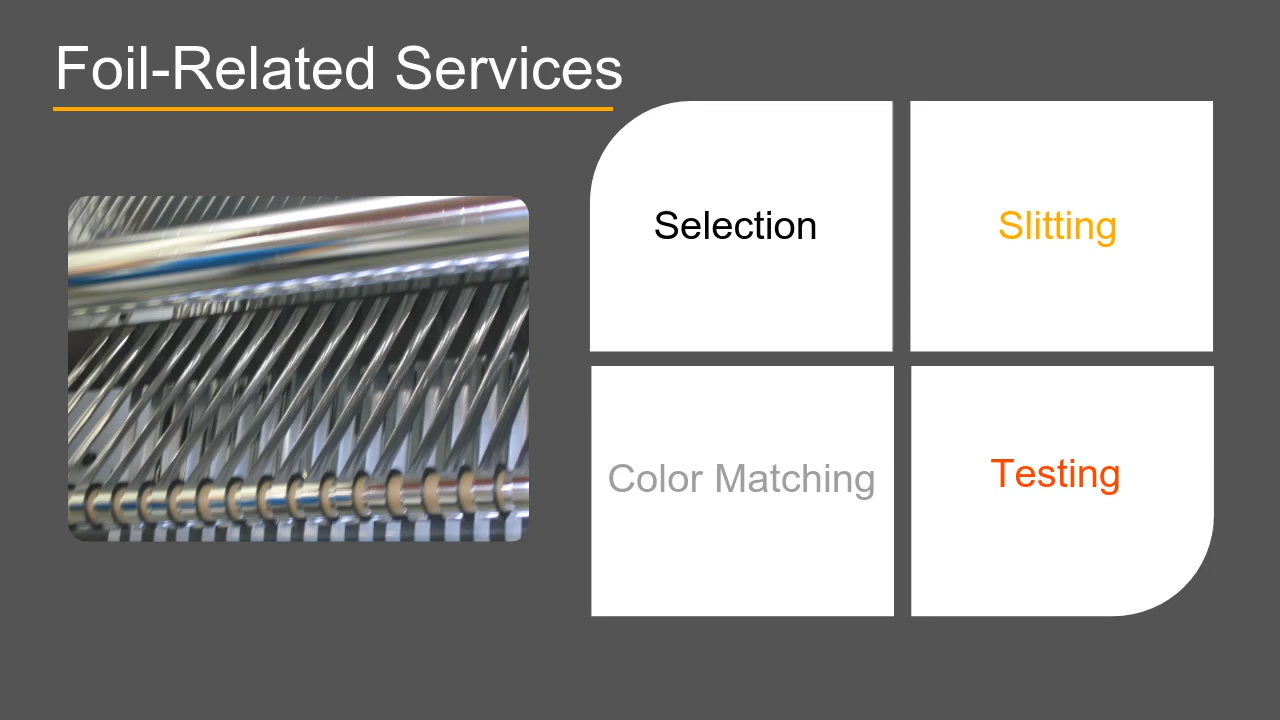 Foil-Related Services
Selection
Slitting
Color Matching
Testing